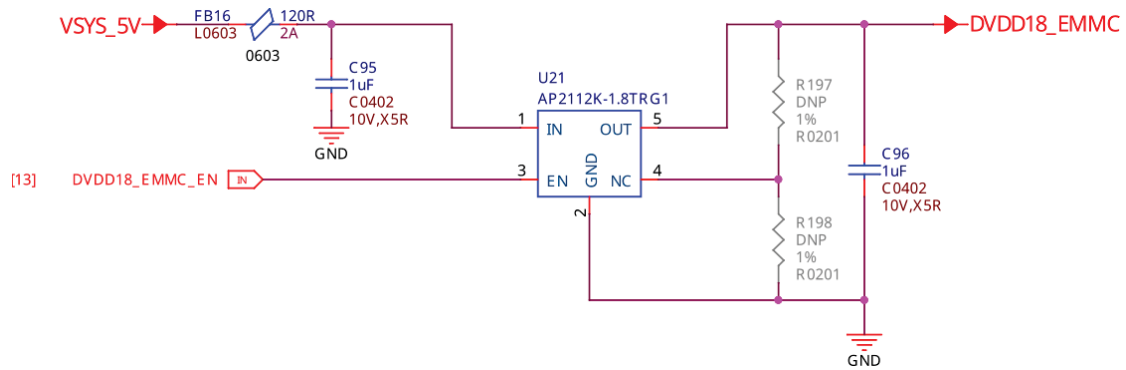 VSYS_5V
FB16 120R
L0603 2A
0603
C95
1uF
C0402
10V,X5R
GND
U21
AP2112K-1.8TRG1
1 IN OUT 5
3 EN GND NC 4
2
[13] DVDD18_EMMC_EN IN
R197
DNP
1%
R0201
R198
DNP
1%
R0201
C96
1uF
C0402
10V,X5R
GND
DVDD18_EMMC